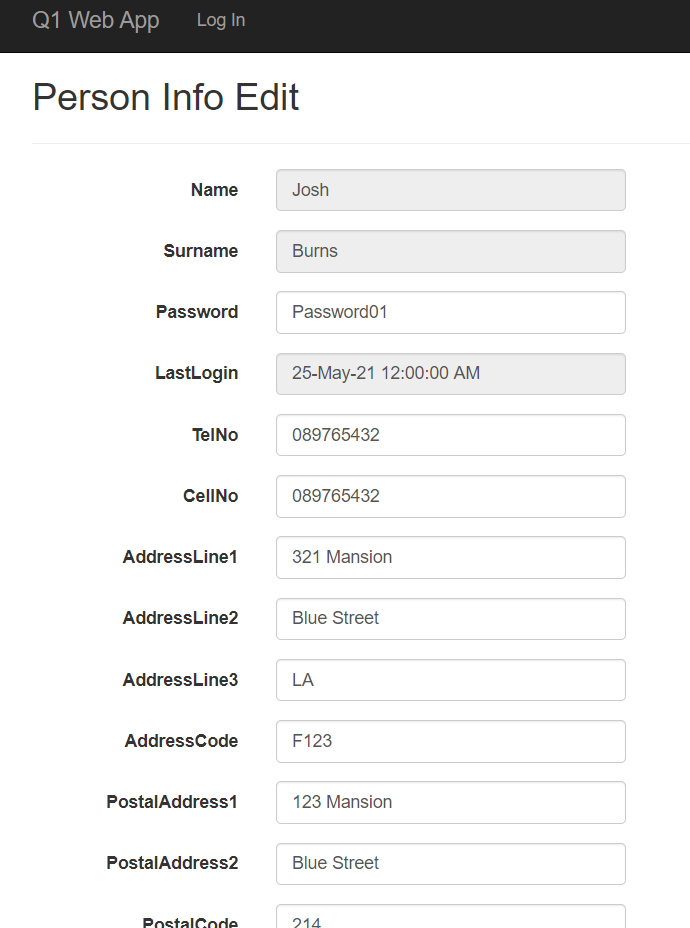 Q1 Web App Log In
Person Info Edit
Name Josh
Surname Burns
Password Password01
LastLogin 25-May-21 12:00:00 AM
TelNo 089765432
CellNo 089765432
AddressLine1 321 Mansion
AddressLine2 Blue Street
AddressLine3 LA
AddressCode F123
PostalAddress1 123 Mansion
PostalAddress2 Blue Street
PostalCode 214